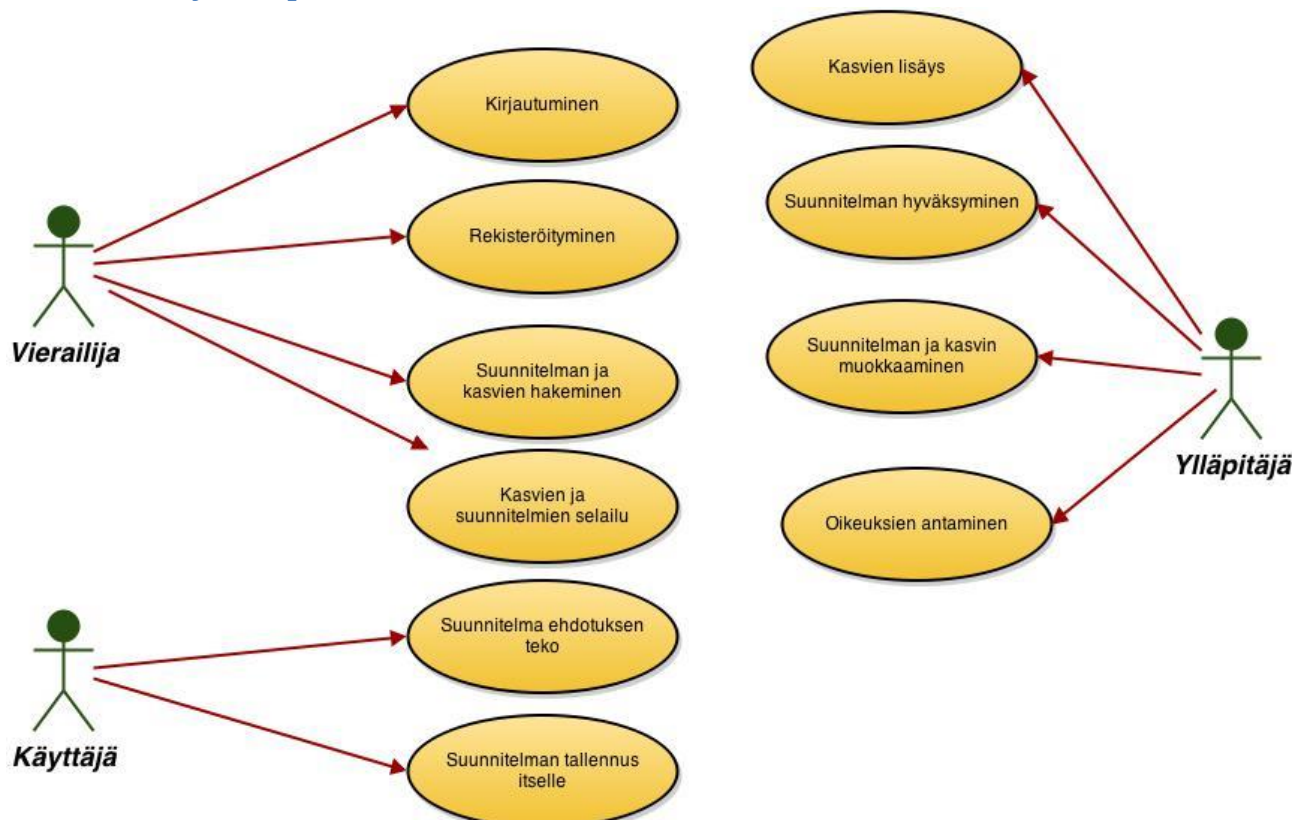 Kirjautuminen
Rekisteröityminen
Vierailija
Suunnitelman ja
kasvien hakeminen
Kasvien ja
suunnitelmien selailu
Suunnitelma ehdotuksen
teko
Käyttäjä
Suunnitelman tallennus
itselle
Kasvien lisäys
Suunnitelman hyväksyminen
Suunnitelman ja kasvin
muokkaaminen
Ylläpitäjä
Oikeuksien antaminen